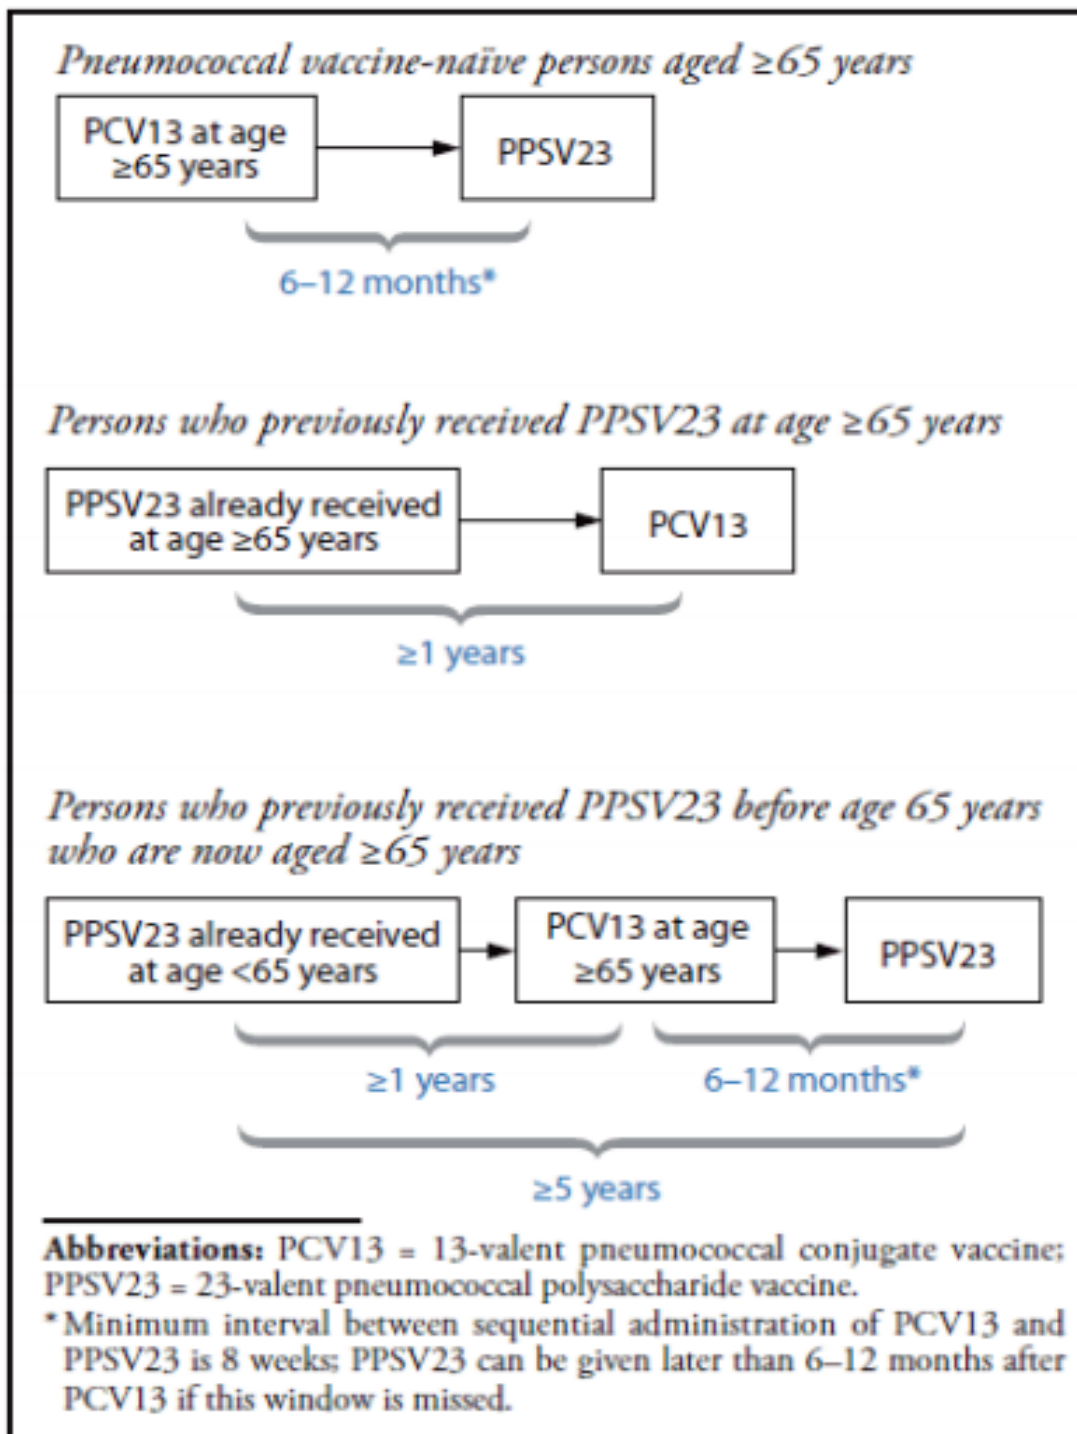 Pneumococcal vaccine-naïve persons aged ≥65 years
PCV13 at age
≥65 years
PPSV23
6–12 months*
Persons who previously received PPSV23 at age ≥65 years
PPSV23 already received
at age ≥65 years
PCV13
≥1 years
Persons who previously received PPSV23 before age 65 years
who are now aged ≥65 years
PPSV23 already received
at age <65 years
PCV13 at age
≥65 years
PPSV23
≥1 years
6–12 months*
≥5 years
Abbreviations: PCV13 = 13-valent pneumococcal conjugate vaccine;
PPSV23 = 23-valent pneumococcal polysaccharide vaccine.
* Minimum interval between sequential administration of PCV13 and
PPSV23 is 8 weeks; PPSV23 can be given later than 6–12 months after
PCV13 if this window is missed.